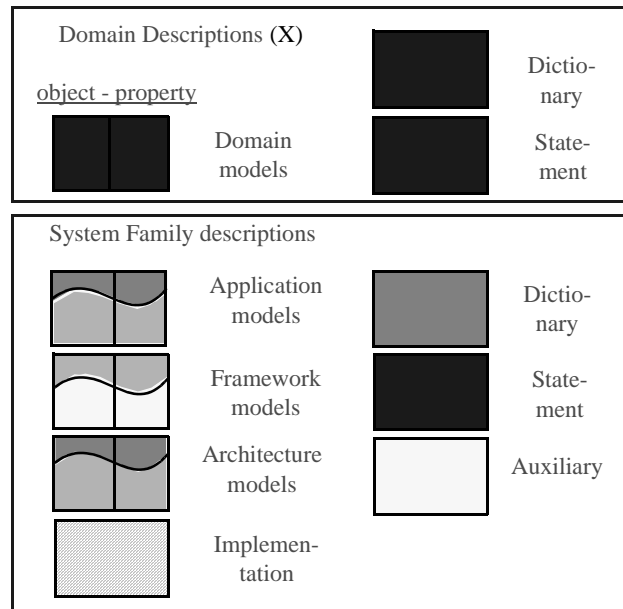 Domain Descriptions (X)
object - property
Domain
models
Dictio-
nary
State-
ment
System Family descriptions
Application
models
Framework
models
Architecture
models
Implemen-
tation
Dictio-
nary
State-
ment
Auxiliary